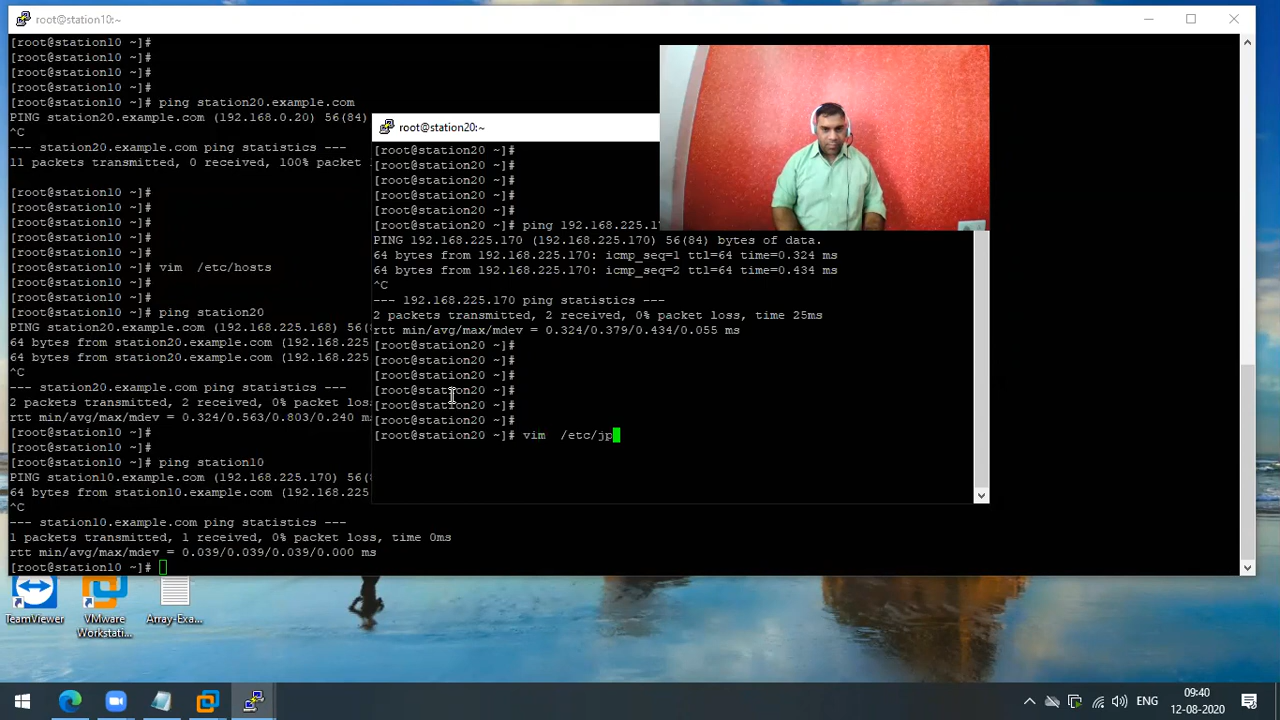 root@station10:~
[root@station10 ~]#
[root@station10 ~]#
[root@station10 ~]#
[root@station10 ~]#
[root@station10 ~]# ping station20.example.com
PING station20.example.com (192.168.0.20) 56(84)
^C
--- station20.example.com ping statistics ---
11 packets transmitted, 0 received, 100% packet
[root@station10 ~]#
[root@station10 ~]#
[root@station10 ~]#
[root@station10 ~]#
[root@station10 ~]#
[root@station10 ~]# vim  /etc/hosts
[root@station10 ~]#
[root@station10 ~]#
[root@station10 ~]# ping station20
PING station20.example.com (192.168.225.168) 56(8
64 bytes from station20.example.com (192.168.225
64 bytes from station20.example.com (192.168.225
^C
--- station20.example.com ping statistics ---
2 packets transmitted, 2 received, 0% packet los
rtt min/avg/max/mdev = 0.324/0.563/0.803/0.240 m
[root@station10 ~]#
[root@station10 ~]#
[root@station10 ~]# ping station10
PING station10.example.com (192.168.225.170) 56(8
64 bytes from station10.example.com (192.168.225
^C
--- station10.example.com ping statistics ---
1 packets transmitted, 1 received, 0% packet loss, time 0ms
rtt min/avg/max/mdev = 0.039/0.039/0.039/0.000 ms
[root@station10 ~]#
root@station20:~
[root@station20 ~]#
[root@station20 ~]#
[root@station20 ~]#
[root@station20 ~]#
[root@station20 ~]#
[root@station20 ~]# ping 192.168.225.17
PING 192.168.225.170 (192.168.225.170) 56(84) bytes of data.
64 bytes from 192.168.225.170: icmp_seq=1 ttl=64 time=0.324 ms
64 bytes from 192.168.225.170: icmp_seq=2 ttl=64 time=0.434 ms
^C
--- 192.168.225.170 ping statistics ---
2 packets transmitted, 2 received, 0% packet loss, time 25ms
rtt min/avg/max/mdev = 0.324/0.379/0.434/0.055 ms
[root@station20 ~]#
[root@station20 ~]#
[root@station20 ~]#
[root@station20 ~]#
[root@station20 ~]#
[root@station20 ~]#
[root@station20 ~]# vim  /etc/jp
TeamViewer
VMware
Workstati...
Array-Exa...
ENG
09:40
12-08-2020